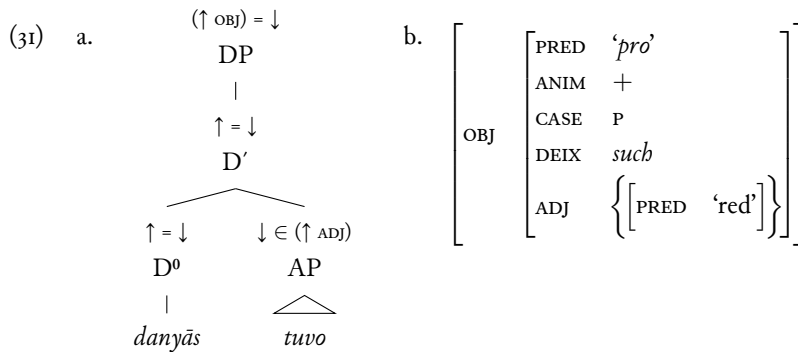 (31) a. (↑ OBJ) = ↓ b.
DP
↑ = ↓
D′
↑ = ↓ ↓ ∈ (↑ ADJ)
D⁰ AP
danyās tuvo
OBJ
PRED ‘pro’
ANIM +
CASE P
DEIX such
ADJ {[PRED ‘red’]}